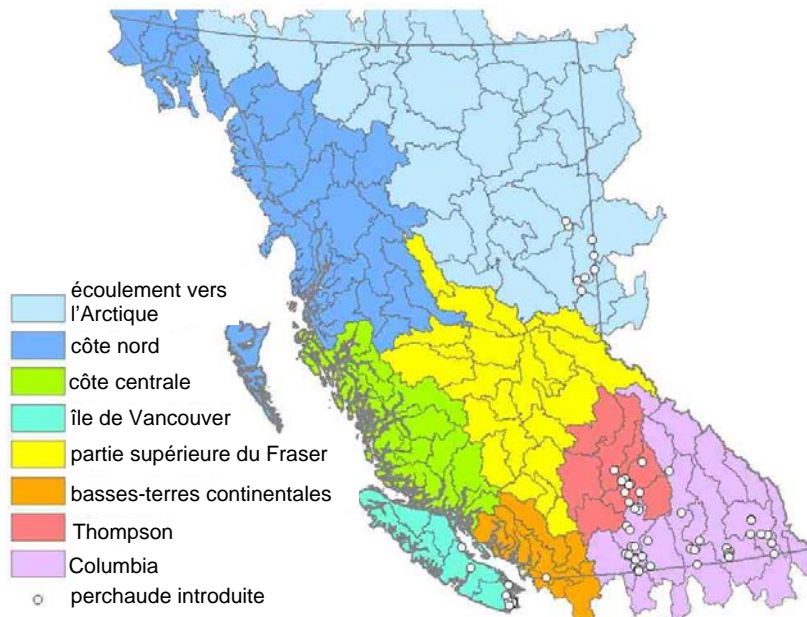 écoulement vers
l'Arctique
côte nord
côte centrale
île de Vancouver
partie supérieure du Fraser
basses-terres continentales
Thompson
Columbia
perchaude introduite